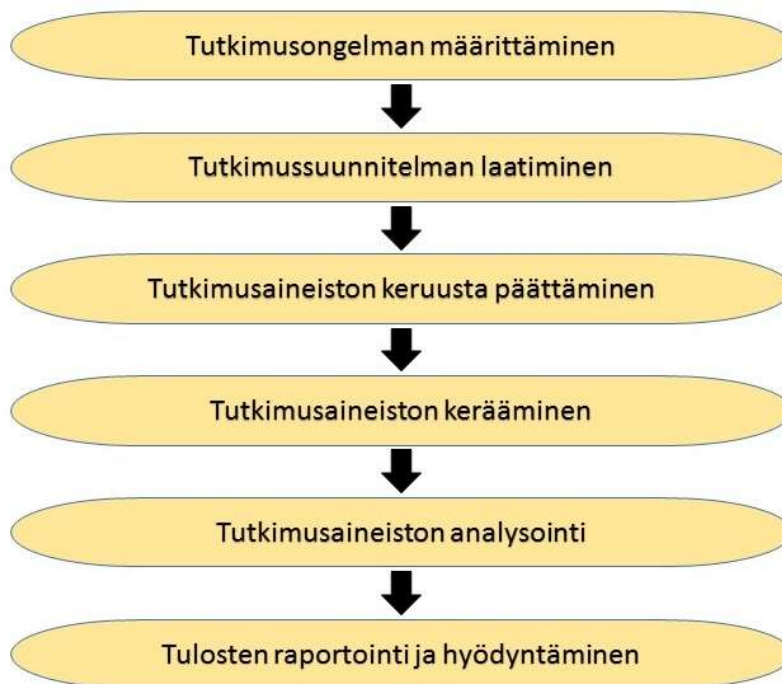 Tutkimusongelman määrittäminen
Tutkimussuunnitelman laatiminen
Tutkimusaineiston keruusta päättäminen
Tutkimusaineiston kerääminen
Tutkimusaineiston analysointi
Tulosten raportointi ja hyödyntäminen